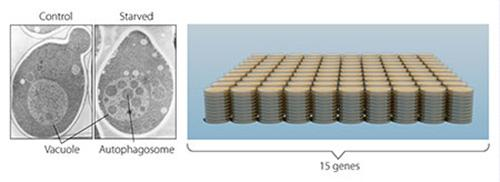 Control Starved
Vacuole Autophagosome
15 genes